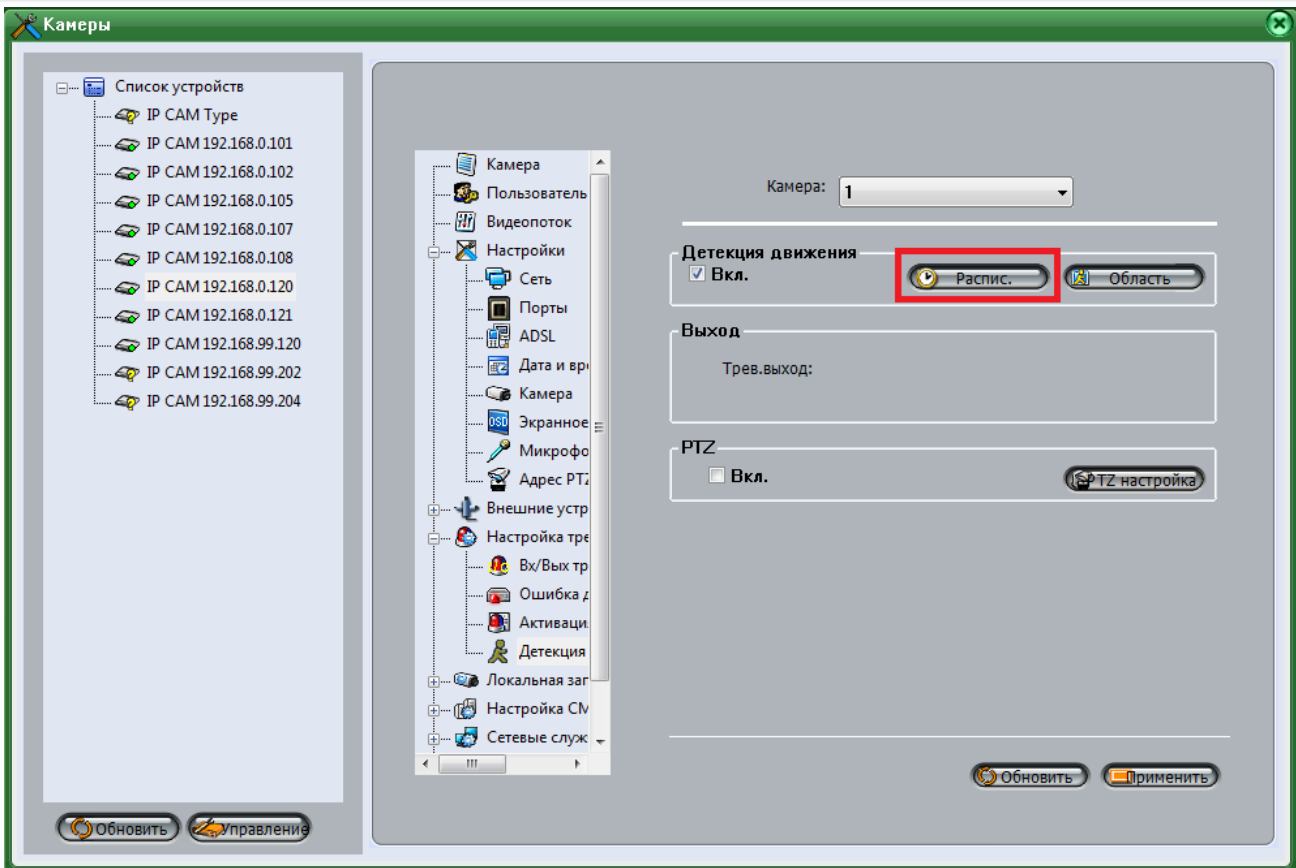 Камеры
Список устройств
IP CAM Type
IP CAM 192.168.0.101
IP CAM 192.168.0.102
IP CAM 192.168.0.105
IP CAM 192.168.0.107
IP CAM 192.168.0.108
IP CAM 192.168.0.120
IP CAM 192.168.0.121
IP CAM 192.168.99.120
IP CAM 192.168.99.202
IP CAM 192.168.99.204
Обновить
Управление
Камера
Пользователь
Видеопоток
Настройки
Сеть
Порты
ADSL
Дата и вре
Камера
OSD Экранное
Микрофо
Адрес PTZ
Внешние устр
Настройка тре
Вх/Вых тр
Ошибка д
Активаци
Детекция
Локальная заг
Настройка СМ
Сетевые служ
Камера: 1
Детекция движения
Вкл.
Распис.
Область
Выход
Трев.выход:
PTZ
Вкл.
PTZ настройка
Обновить
Применить